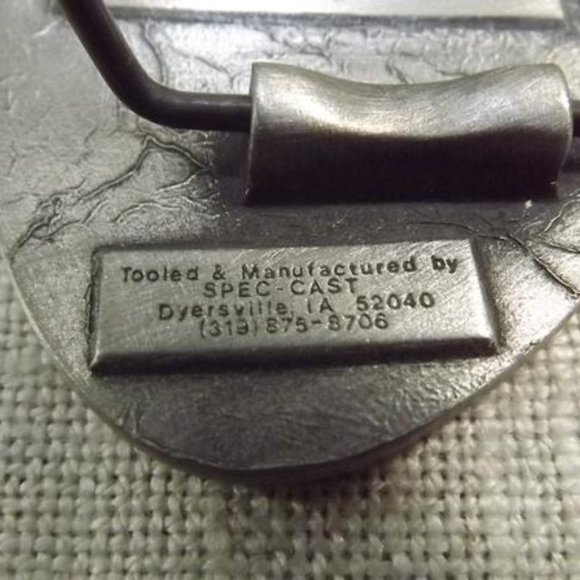 Tooled & Manufactured by
SPEC-CAST
Dyersville, IA 52040
(319) 875-8706